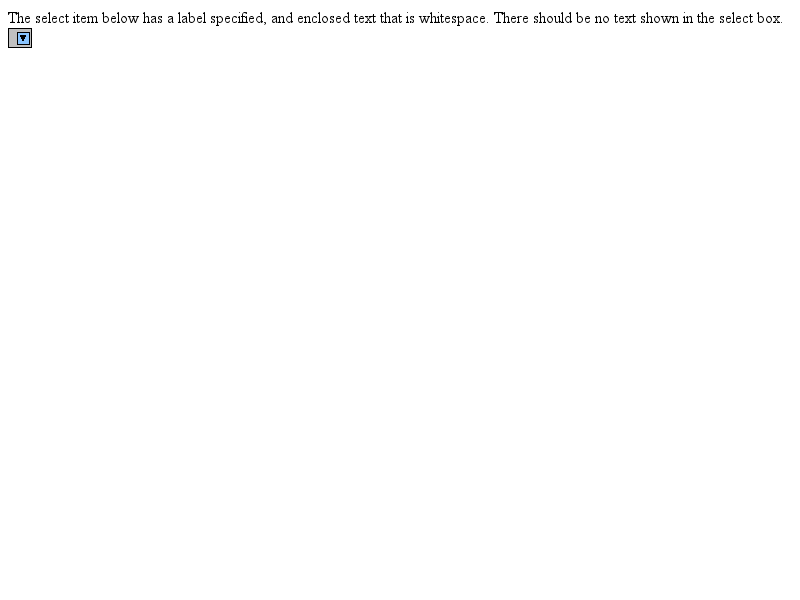 The select item below has a label specified, and enclosed text that is whitespace. There should be no text shown in the select box.